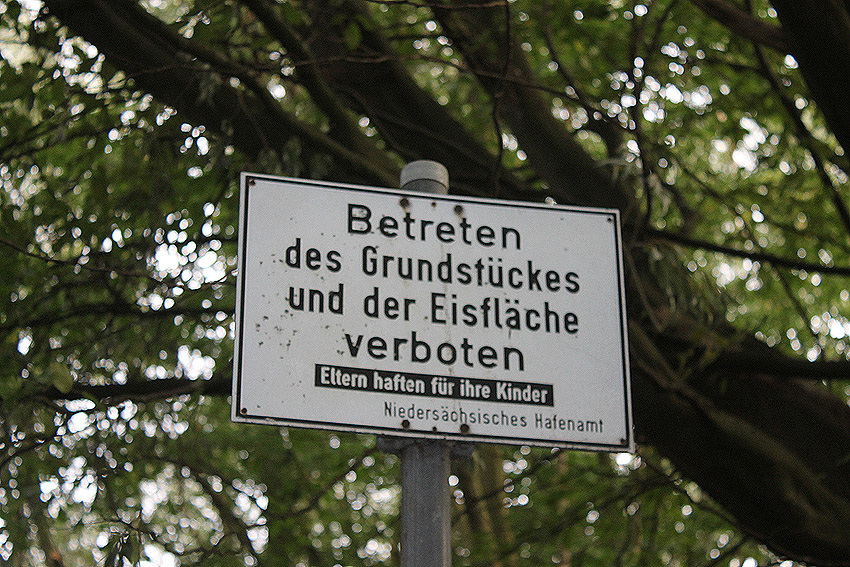 Betreten
des Grundstückes
und der Eisfläche
verboten
Eltern haften für ihre Kinder
Niedersächsisches Hafenamt